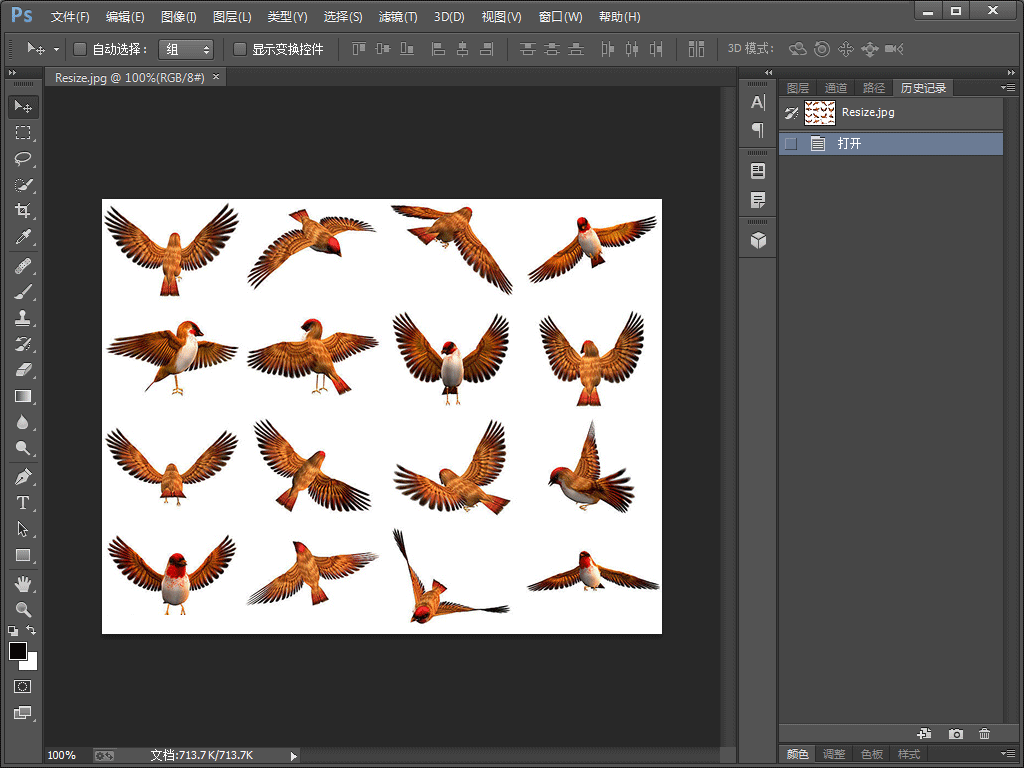 Ps 文件(F) 编辑(E) 图像(I) 图层(L) 类型(Y) 选择(S) 滤镜(T) 3D(D) 视图(V) 窗口(W) 帮助(H)
自动选择： 组 显示变换控件 3D 模式：
Resize.jpg @ 100%(RGB/8#) ×
图层 通道 路径 历史记录
Resize.jpg
打开
100% 文档:713.7K/713.7K
颜色 调整 色板 样式